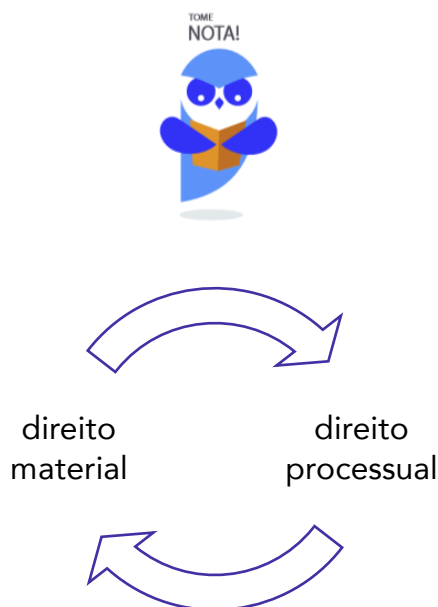 TOME
NOTA!
direito
material
direito
processual